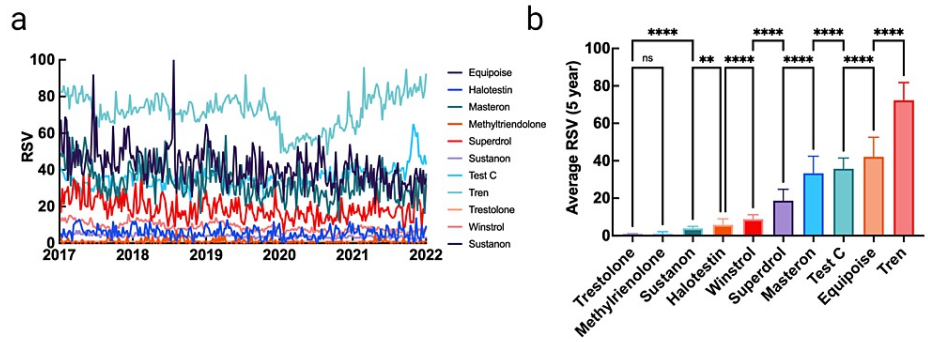 a
100
80
60
40
20
0
RSV
2017
2018
2019
2020
2021
2022
Equipoise
Halotestin
Masteron
Methyltriendolone
Superdrol
Sustanon
Test C
Tren
Trestolone
Winstrol
Sustanon
b
100
80
60
40
20
0
Average RSV (5 year)
**** **** **** ****
ns ** **** **** ****
Trestolone
Methylrienolone
Sustanon
Halotestin
Winstrol
Superdrol
Masteron
Test C
Equipoise
Tren